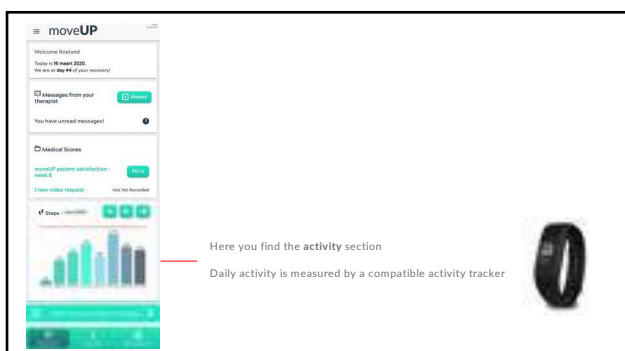 moveUP
Welcome Roeland
Today is 16 maart 2020.
We are at day 44 of your recovery!
Messages from your
therapist
History
You have unread messages!
Medical Scores
moveUP patient satisfaction -
week 6
Fill in
1 new video request
Not Yet Recorded
Steps -
Here you find the activity section
Daily activity is measured by a compatible activity tracker